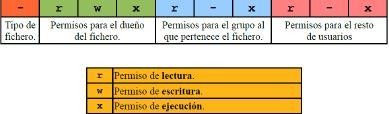 - r w x r - x r - x
Tipo de fichero. Permisos para el dueño del fichero. Permisos para el grupo al que pertenece el fichero. Permisos para el resto de usuarios
r Permiso de lectura.
w Permiso de escritura.
x Permiso de ejecución.